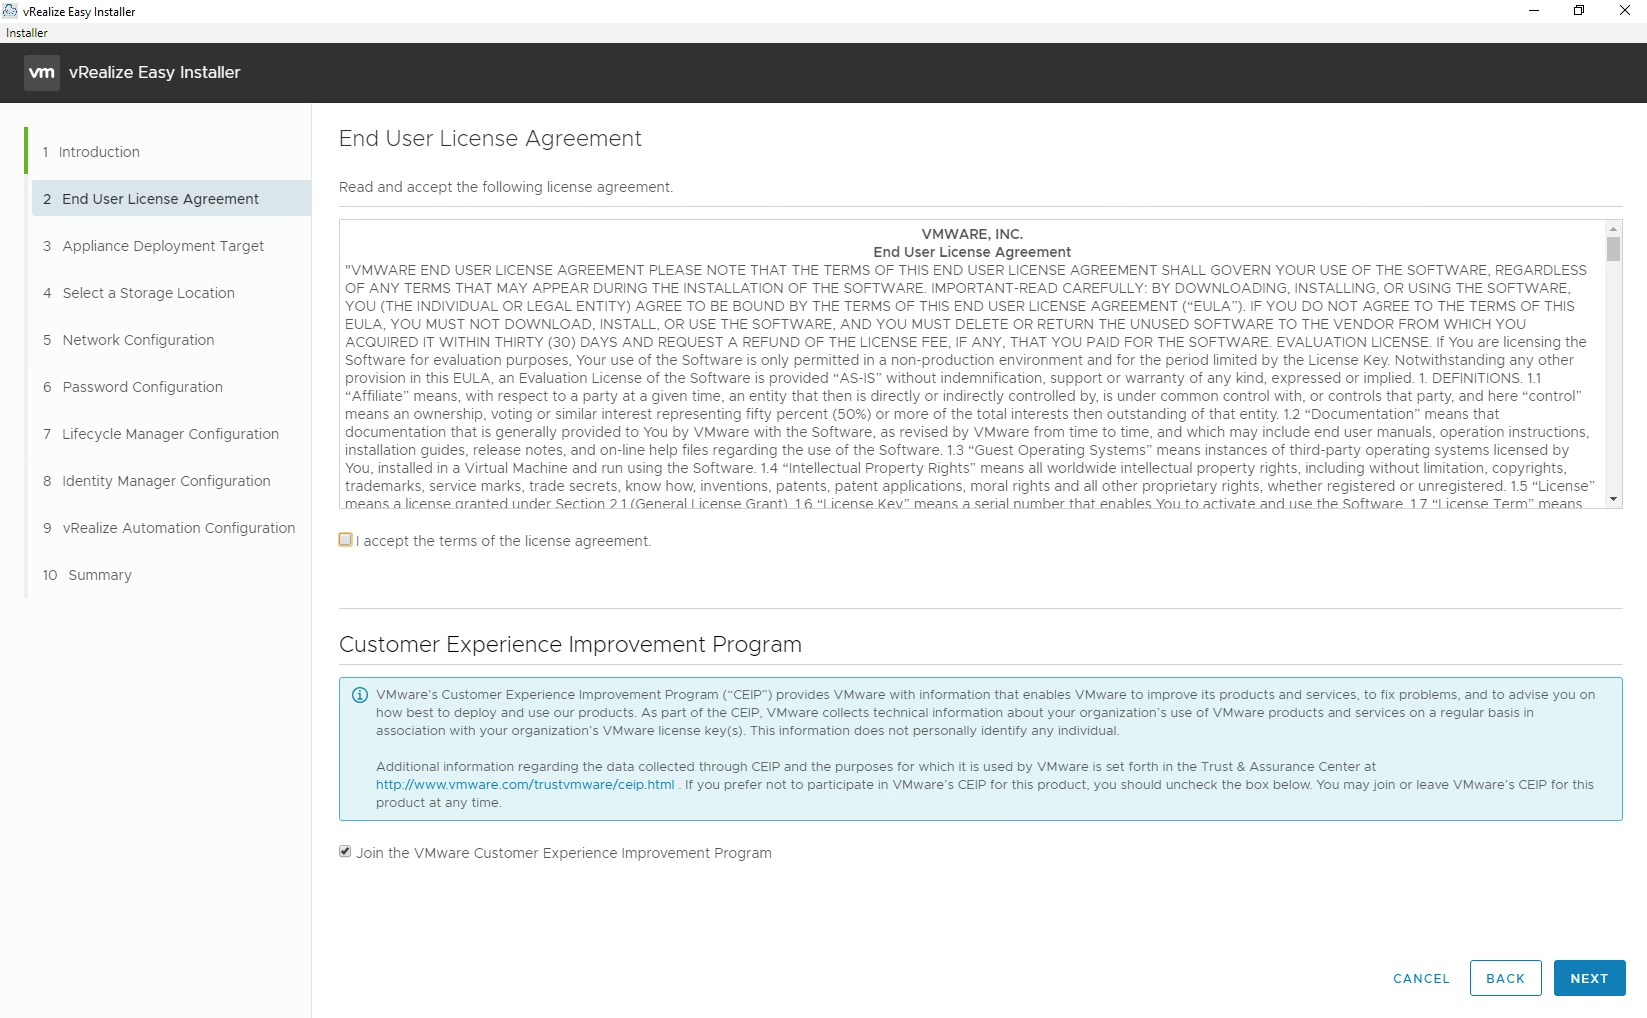 vRealize Easy Installer
Installer
vm vRealize Easy Installer
1 Introduction
2 End User License Agreement
3 Appliance Deployment Target
4 Select a Storage Location
5 Network Configuration
6 Password Configuration
7 Lifecycle Manager Configuration
8 Identity Manager Configuration
9 vRealize Automation Configuration
10 Summary
End User License Agreement
Read and accept the following license agreement.
VMWARE, INC.
End User License Agreement
"VMWARE END USER LICENSE AGREEMENT PLEASE NOTE THAT THE TERMS OF THIS END USER LICENSE AGREEMENT SHALL GOVERN YOUR USE OF THE SOFTWARE, REGARDLESS
OF ANY TERMS THAT MAY APPEAR DURING THE INSTALLATION OF THE SOFTWARE. IMPORTANT-READ CAREFULLY: BY DOWNLOADING, INSTALLING, OR USING THE SOFTWARE,
YOU (THE INDIVIDUAL OR LEGAL ENTITY) AGREE TO BE BOUND BY THE TERMS OF THIS END USER LICENSE AGREEMENT (“EULA”). IF YOU DO NOT AGREE TO THE TERMS OF THIS
EULA, YOU MUST NOT DOWNLOAD, INSTALL, OR USE THE SOFTWARE, AND YOU MUST DELETE OR RETURN THE UNUSED SOFTWARE TO THE VENDOR FROM WHICH YOU
ACQUIRED IT WITHIN THIRTY (30) DAYS AND REQUEST A REFUND OF THE LICENSE FEE, IF ANY, THAT YOU PAID FOR THE SOFTWARE. EVALUATION LICENSE. If You are licensing the
Software for evaluation purposes, Your use of the Software is only permitted in a non-production environment and for the period limited by the License Key. Notwithstanding any other
provision in this EULA, an Evaluation License of the Software is provided “AS-IS” without indemnification, support or warranty of any kind, expressed or implied. 1. DEFINITIONS. 1.1
“Affiliate” means, with respect to a party at a given time, an entity that then is directly or indirectly controlled by, is under common control with, or controls that party, and here “control”
means an ownership, voting or similar interest representing fifty percent (50%) or more of the total interests then outstanding of that entity. 1.2 “Documentation” means that
documentation that is generally provided to You by VMware with the Software, as revised by VMware from time to time, and which may include end user manuals, operation instructions,
installation guides, release notes, and on-line help files regarding the use of the Software. 1.3 “Guest Operating Systems” means instances of third-party operating systems licensed by
You, installed in a Virtual Machine and run using the Software. 1.4 “Intellectual Property Rights” means all worldwide intellectual property rights, including without limitation, copyrights,
trademarks, service marks, trade secrets, know how, inventions, patents, patent applications, moral rights and all other proprietary rights, whether registered or unregistered. 1.5 “License”
means a license granted under Section 2.1 (General License Grant). 1.6 “License Key” means a serial number that enables You to activate and use the Software. 1.7 “License Term” means
I accept the terms of the license agreement.
Customer Experience Improvement Program
VMware's Customer Experience Improvement Program (“CEIP”) provides VMware with information that enables VMware to improve its products and services, to fix problems, and to advise you on
how best to deploy and use our products. As part of the CEIP, VMware collects technical information about your organization's use of VMware products and services on a regular basis in
association with your organization's VMware license key(s). This information does not personally identify any individual.
Additional information regarding the data collected through CEIP and the purposes for which it is used by VMware is set forth in the Trust & Assurance Center at
http://www.vmware.com/trustvmware/ceip.html . If you prefer not to participate in VMware's CEIP for this product, you should uncheck the box below. You may join or leave VMware's CEIP for this
product at any time.
Join the VMware Customer Experience Improvement Program
CANCEL BACK NEXT